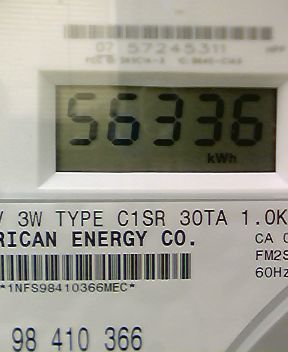 07 57245311
56336
kWh
V 3W TYPE C1SR 30TA 1.0K
RICAN ENERGY CO.
CA
FM2S
60Hz
*1NFS98410366MEC*
98 410 366